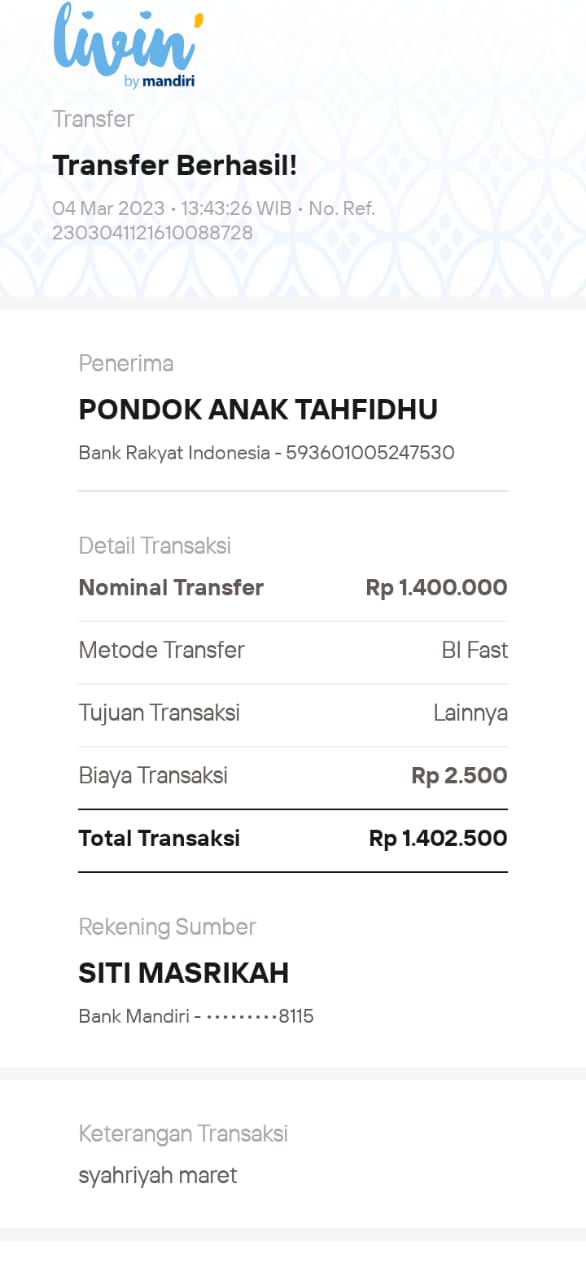 livin'
by mandiri
Transfer
Transfer Berhasil!
04 Mar 2023 • 13:43:26 WIB • No. Ref.
2303041121610088728
Penerima
PONDOK ANAK TAHFIDHU
Bank Rakyat Indonesia - 593601005247530
Detail Transaksi
Nominal Transfer Rp 1.400.000
Metode Transfer BI Fast
Tujuan Transaksi Lainnya
Biaya Transaksi Rp 2.500
Total Transaksi Rp 1.402.500
Rekening Sumber
SITI MASRIKAH
Bank Mandiri - •••••••••8115
Keterangan Transaksi
syahriyah maret